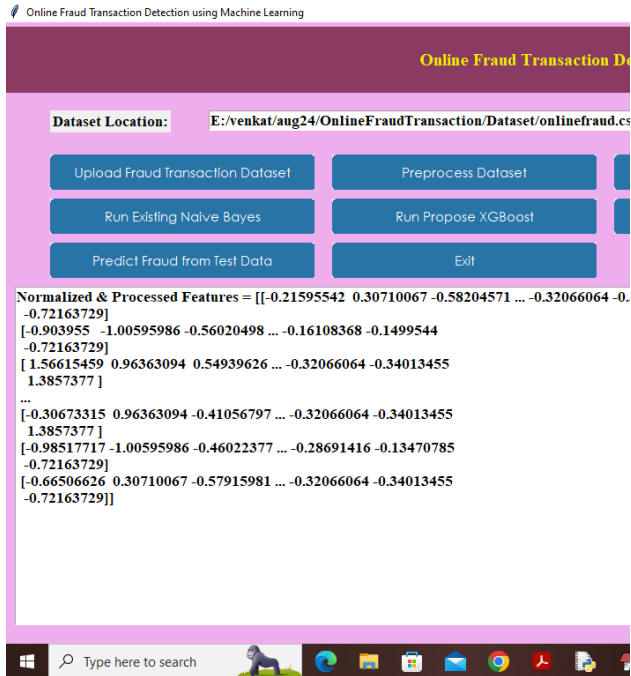 Online Fraud Transaction Detection using Machine Learning
Online Fraud Transaction De
Dataset Location: E:/venkat/aug24/OnlineFraudTransaction/Dataset/onlinefraud.cs
Upload Fraud Transaction Dataset Preprocess Dataset
Run Existing Naive Bayes Run Propose XGBoost
Predict Fraud from Test Data Exit
Normalized & Processed Features = [[-0.21595542 0.30710067 -0.58204571 ... -0.32066064 -0.
-0.72163729]
[-0.903955 -1.00595986 -0.56020498 ... -0.16108368 -0.1499544
-0.72163729]
[ 1.56615459 0.96363094 0.54939626 ... -0.32066064 -0.34013455
1.3857377 ]
...
[-0.30673315 0.96363094 -0.41056797 ... -0.32066064 -0.34013455
1.3857377 ]
[-0.98517717 -1.00595986 -0.46022377 ... -0.28691416 -0.13470785
-0.72163729]
[-0.66506626 0.30710067 -0.57915981 ... -0.32066064 -0.34013455
-0.72163729]]
Type here to search